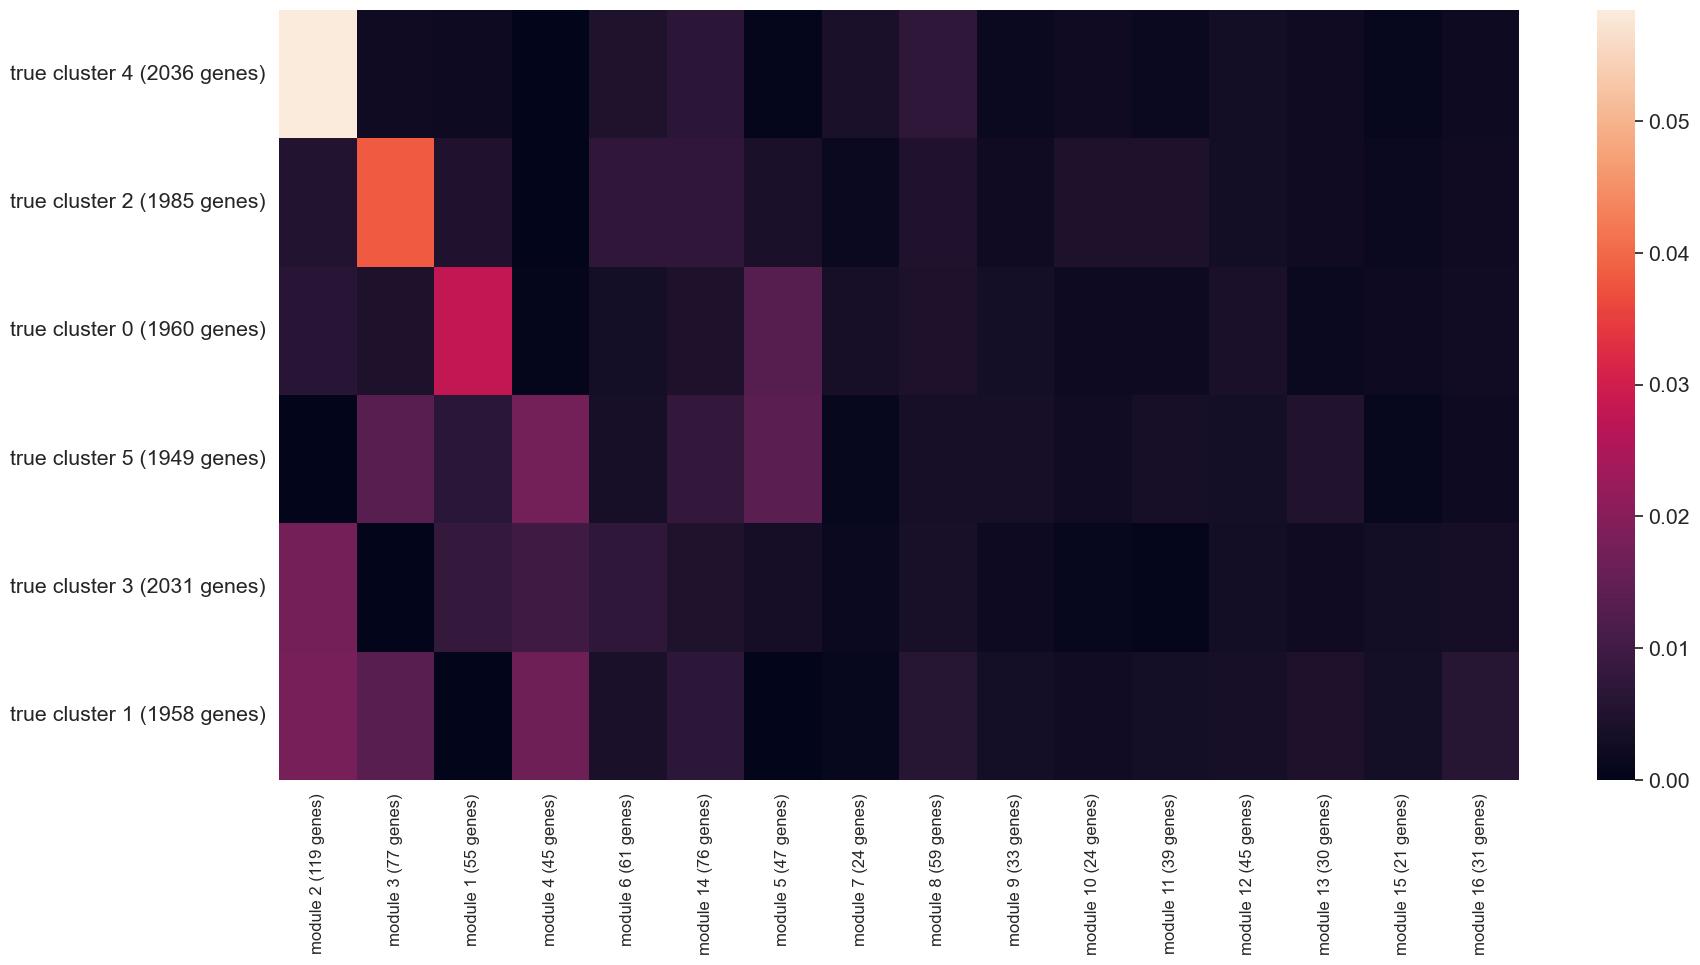 true cluster 4 (2036 genes)
true cluster 2 (1985 genes)
true cluster 0 (1960 genes)
true cluster 5 (1949 genes)
true cluster 3 (2031 genes)
true cluster 1 (1958 genes)
module 2 (119 genes)
module 3 (77 genes)
module 1 (55 genes)
module 4 (45 genes)
module 6 (61 genes)
module 14 (76 genes)
module 5 (47 genes)
module 7 (24 genes)
module 8 (59 genes)
module 9 (33 genes)
module 10 (24 genes)
module 11 (39 genes)
module 12 (45 genes)
module 13 (30 genes)
module 15 (21 genes)
module 16 (31 genes)
0.05
0.04
0.03
0.02
0.01
0.00